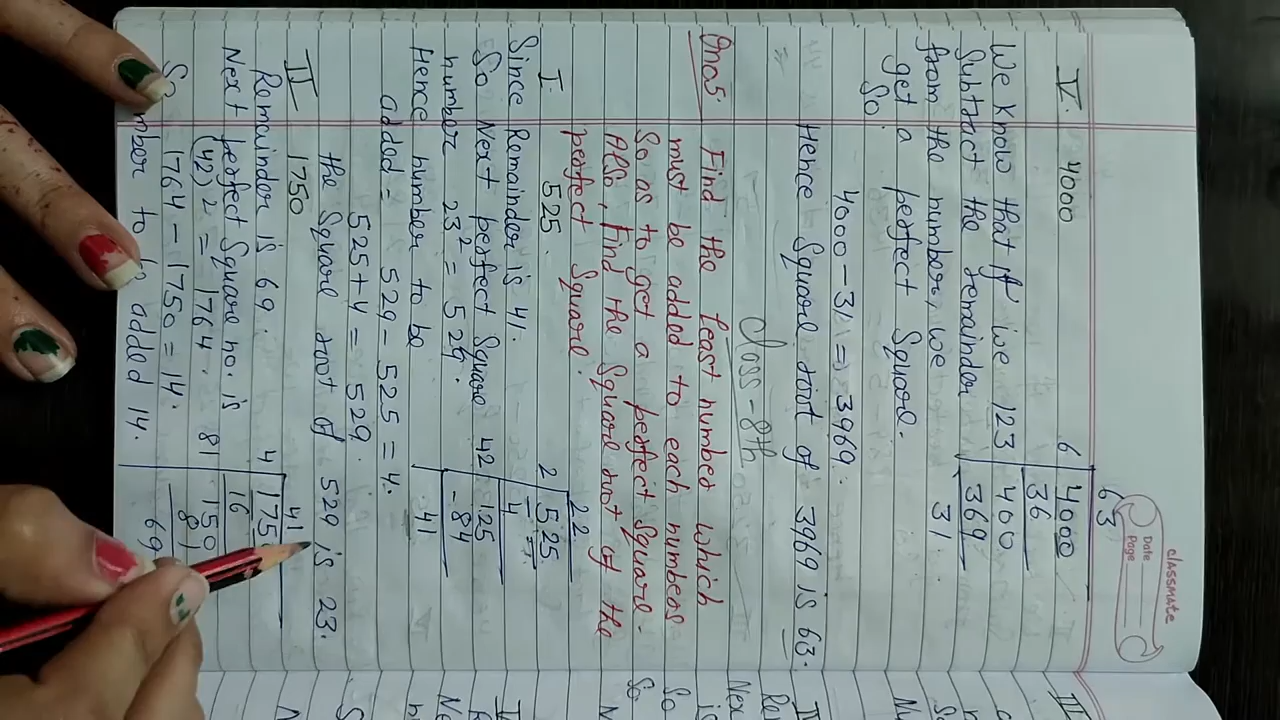 classmate
Date
Page
63
V. 4000
6 4000
36
We Know that if we 123 400
Subtract the remainder 369
from the number, we 31
get a perfect Square.
So.
4000 - 31 = 3969.
Hence Square root of 3969 is 63.
Class - 8th
Qno5. Find the least number which
must be added to each numbers
So as to get a perfect Square.
Also, Find the Square root of the
perfect Square.
I. 525.
22
2 525
4
Since Remainder is 41.
So Next perfect Square 42 125
number 23² = 529. - 84
Hence number to be 41
added = 529 - 525 = 4.
525 + 4 = 529.
the Square root of 529 is 23.
II 1750
41
4 175
Remainder is 69. 16
Next perfect Square no. is 81 150
(42)2 = 1764. 81
So 1764 - 1750 = 14. 69
mber to b added 14.